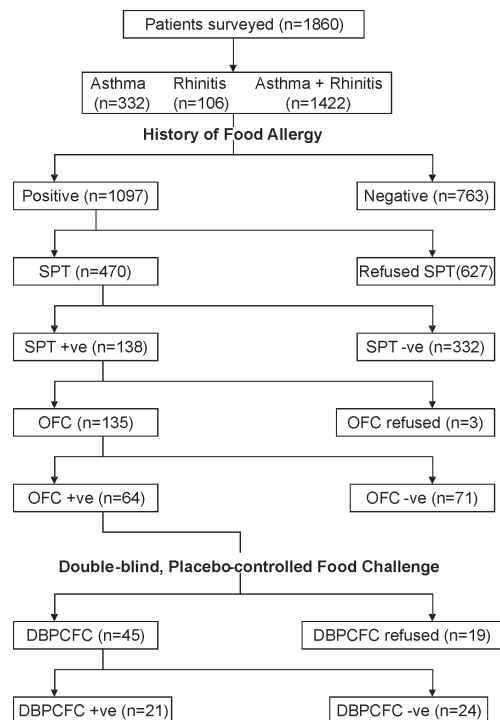 Patients surveyed (n=1860)
Asthma Rhinitis Asthma + Rhinitis
(n=332) (n=106) (n=1422)
History of Food Allergy
Positive (n=1097) Negative (n=763)
SPT (n=470) Refused SPT(627)
SPT +ve (n=138) SPT -ve (n=332)
OFC (n=135) OFC refused (n=3)
OFC +ve (n=64) OFC -ve (n=71)
Double-blind, Placebo-controlled Food Challenge
DBPCFC (n=45) DBPCFC refused (n=19)
DBPCFC +ve (n=21) DBPCFC -ve (n=24)